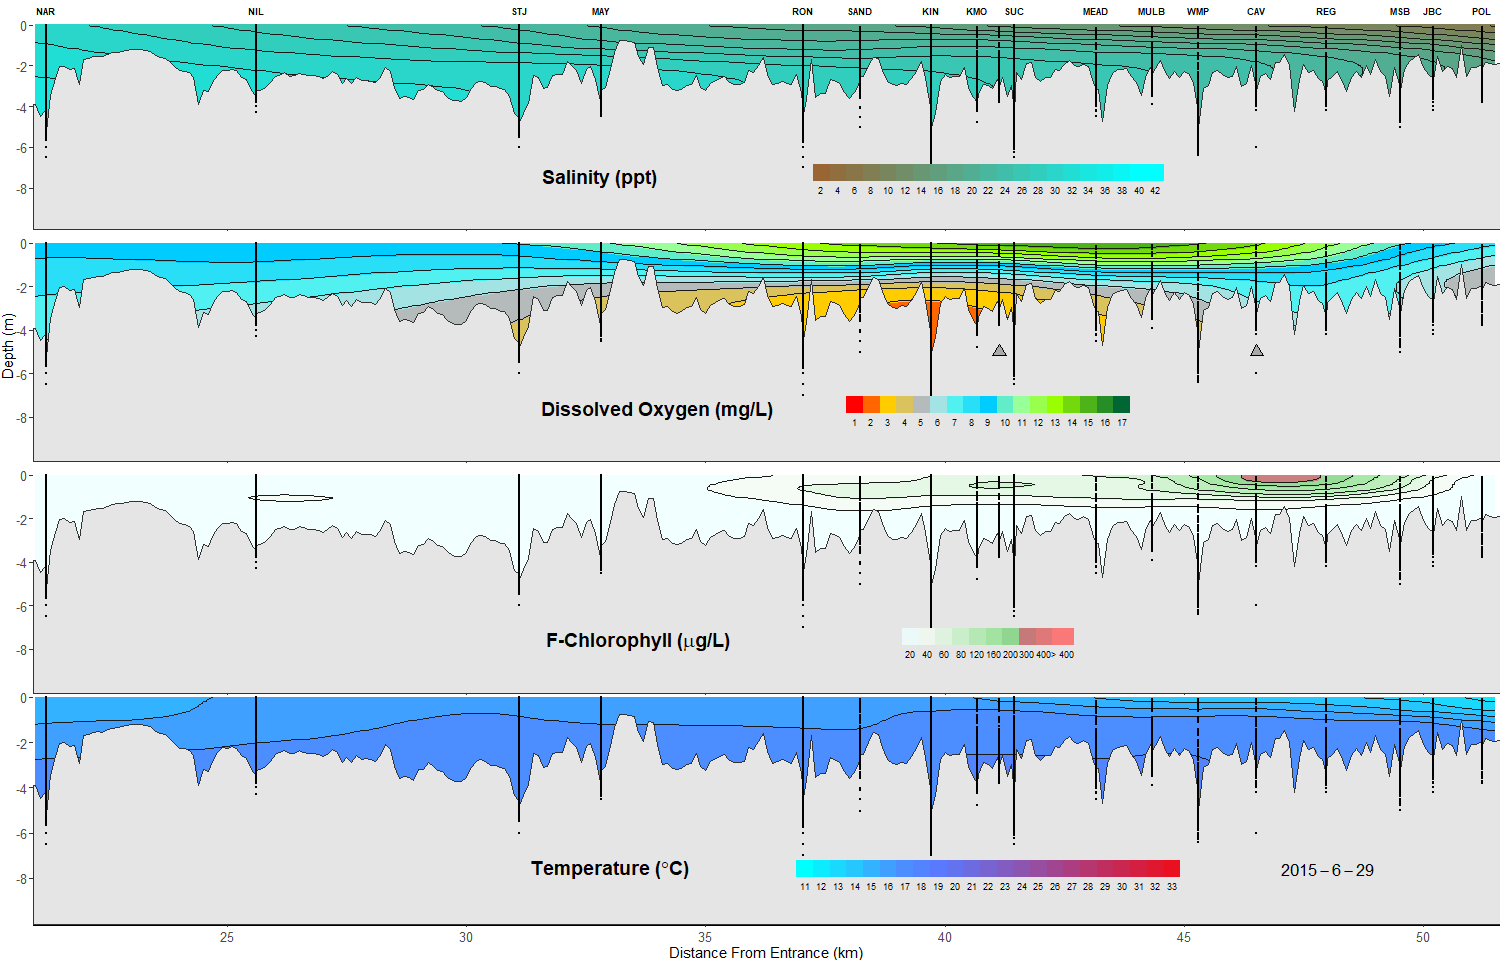 NAR NIL STJ MAY RON SAND KIN KMO SUC MEAD MULB WMP CAV REG MSB JBC POL
0
-2
-4
-6
-8
Salinity (ppt)
2 4 6 8 10 12 14 16 18 20 22 24 26 28 30 32 34 36 38 40 42
0
-2
-4
-6
-8
Depth (m)
Dissolved Oxygen (mg/L)
1 2 3 4 5 6 7 8 9 10 11 12 13 14 15 16 17
0
-2
-4
-6
-8
F-Chlorophyll (μg/L)
20 40 60 80 120 160 200 300 400> 400
0
-2
-4
-6
-8
Temperature (°C)
11 12 13 14 15 16 17 18 19 20 21 22 23 24 25 26 27 28 29 30 31 32 33
2015-6-29
25 30 35 40 45 50
Distance From Entrance (km)